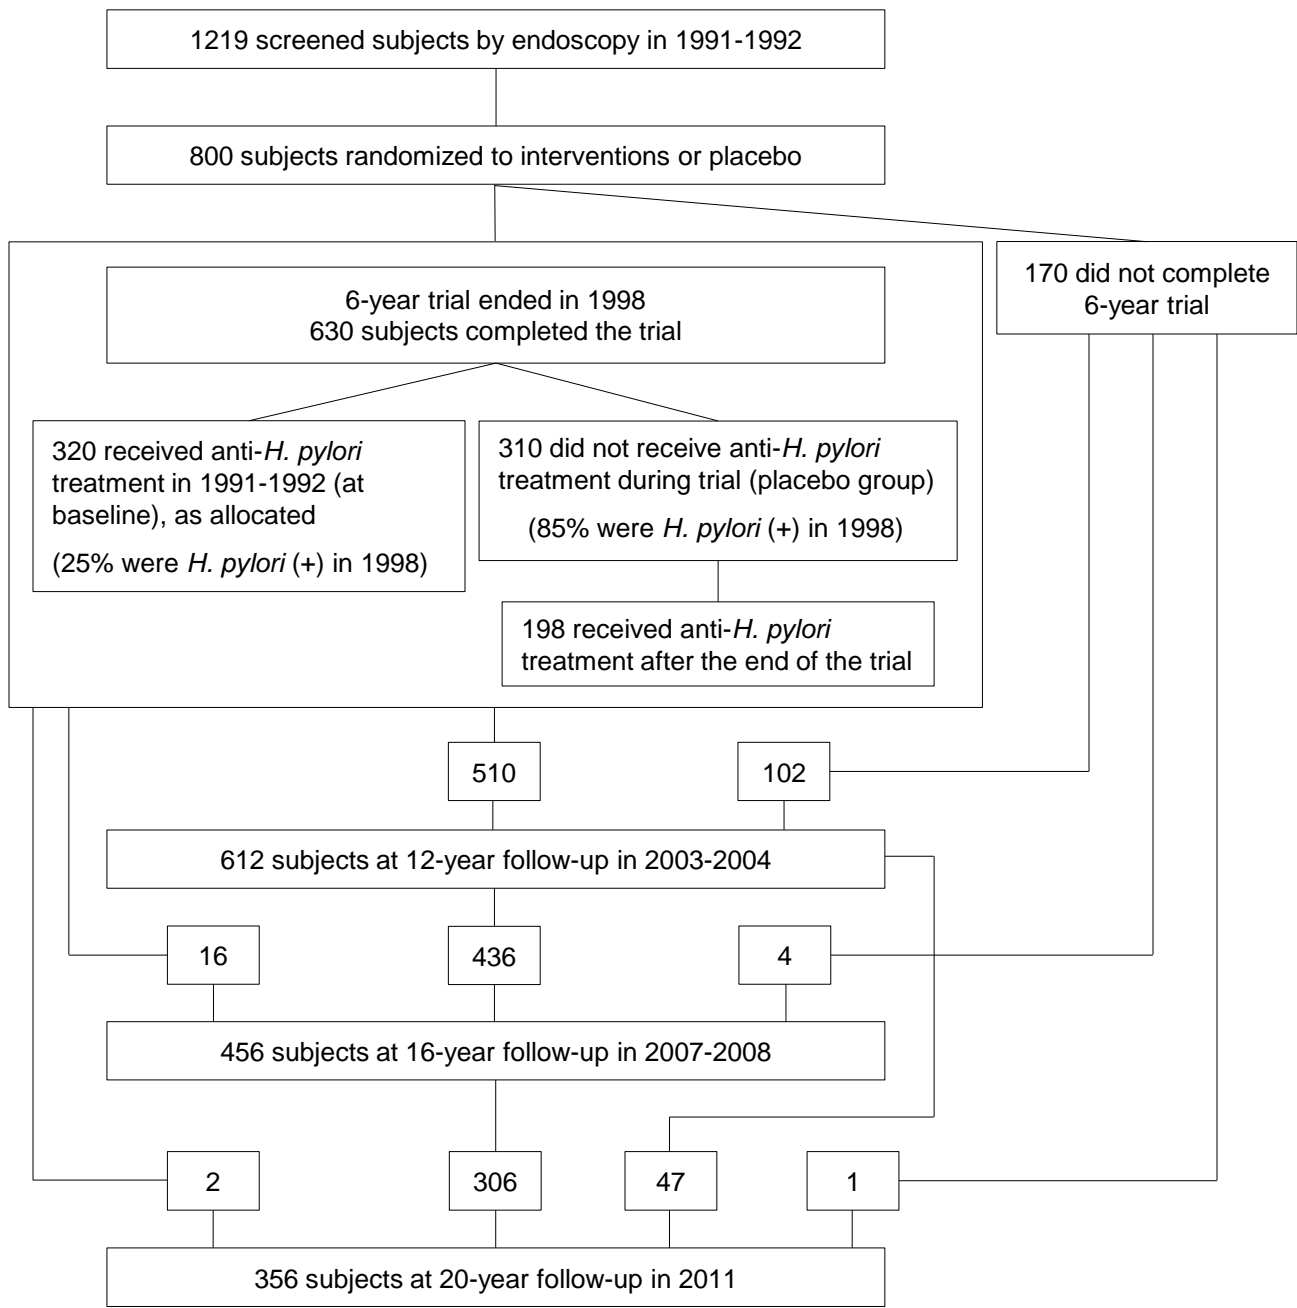 1219 screened subjects by endoscopy in 1991-1992
800 subjects randomized to interventions or placebo
170 did not complete
6-year trial
6-year trial ended in 1998
630 subjects completed the trial
320 received anti-H. pylori
treatment in 1991-1992 (at
baseline), as allocated
(25% were H. pylori (+) in 1998)
310 did not receive anti-H. pylori
treatment during trial (placebo group)
(85% were H. pylori (+) in 1998)
198 received anti-H. pylori
treatment after the end of the trial
510
102
612 subjects at 12-year follow-up in 2003-2004
16
436
4
456 subjects at 16-year follow-up in 2007-2008
2
306
47
1
356 subjects at 20-year follow-up in 2011